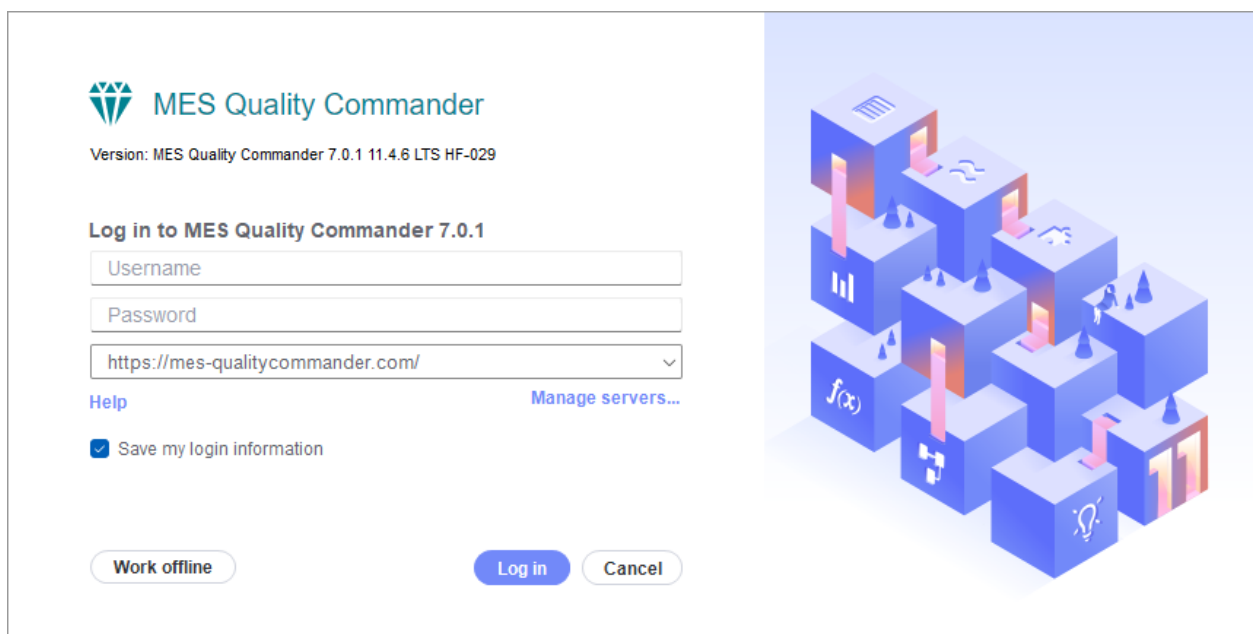 MES Quality Commander
Version: MES Quality Commander 7.0.1 11.4.6 LTS HF-029
Log in to MES Quality Commander 7.0.1
Username
Password
https://mes-qualitycommander.com/
Help
Manage servers...
Save my login information
Work offline
Log in
Cancel
f(x)
11